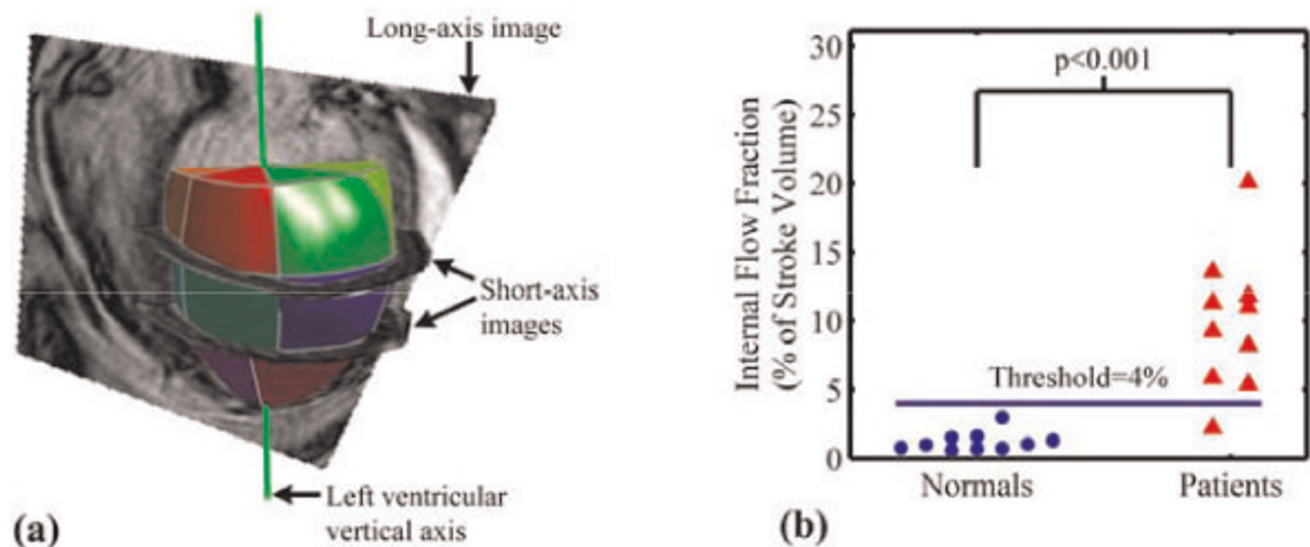 Long-axis image
Short-axis
images
Left ventricular
vertical axis
(a)
Internal Flow Fraction
(% of Stroke Volume)
30
25
20
15
10
5
0
p<0.001
Threshold=4%
Normals
Patients
(b)